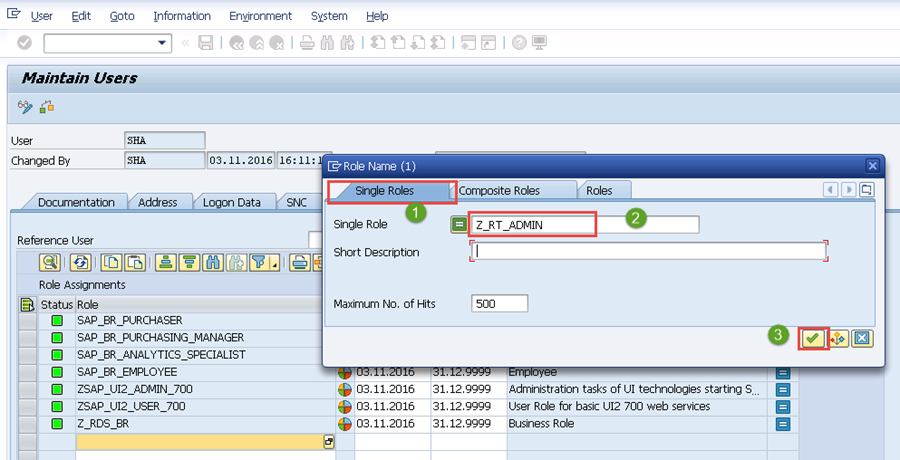 User Edit Goto Information Environment System Help
Maintain Users
User SHA
Changed By SHA 03.11.2016 16:11:1
Role Name (1)
Single Roles Composite Roles Roles
1
Single Role = Z_RT_ADMIN 2
Short Description
Maximum No. of Hits 500
3
Documentation Address Logon Data SNC
Reference User
Role Assignments
Status Role
SAP_BR_PURCHASER
SAP_BR_PURCHASING_MANAGER
SAP_BR_ANALYTICS_SPECIALIST
SAP_BR_EMPLOYEE 03.11.2016 31.12.9999 Employee
ZSAP_UI2_ADMIN_700 03.11.2016 31.12.9999 Administration tasks of UI technologies starting S...
ZSAP_UI2_USER_700 03.11.2016 31.12.9999 User Role for basic UI2 700 web services
Z_RDS_BR 03.11.2016 31.12.9999 Business Role